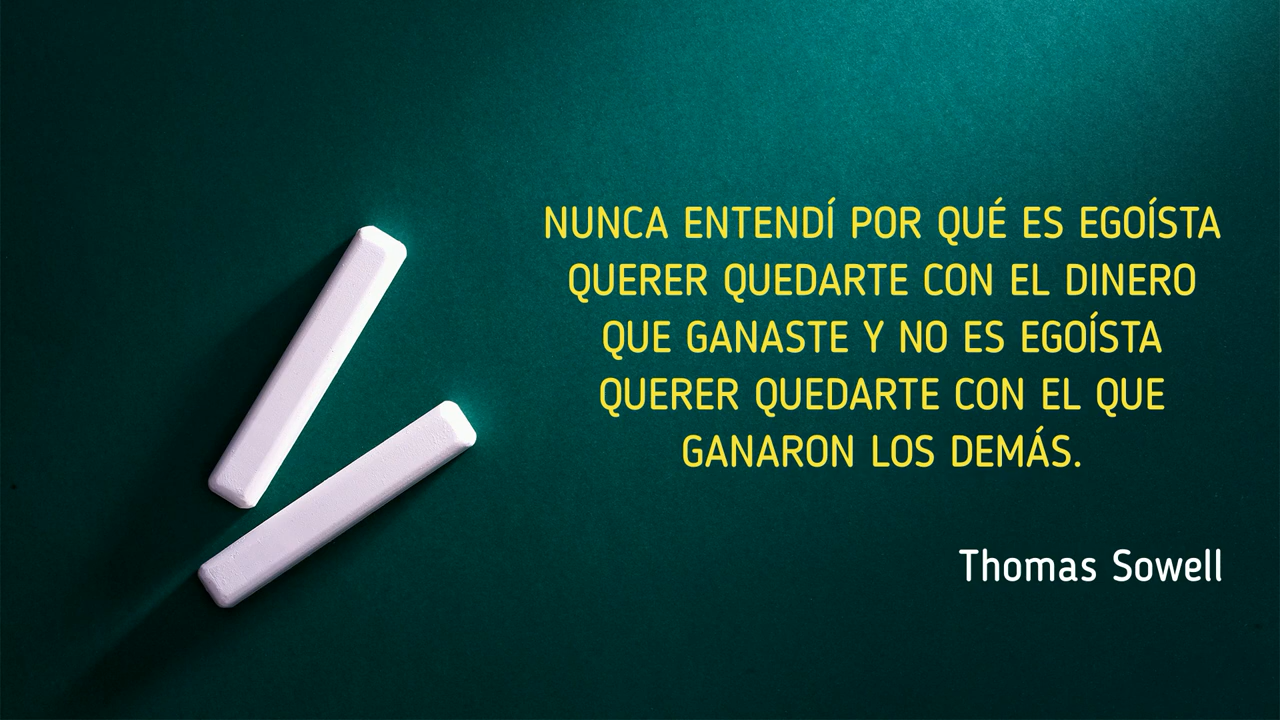 NUNCA ENTENDÍ POR QUÉ ES EGOÍSTA
QUERER QUEDARTE CON EL DINERO
QUE GANASTE Y NO ES EGOÍSTA
QUERER QUEDARTE CON EL QUE
GANARON LOS DEMÁS.
Thomas Sowell